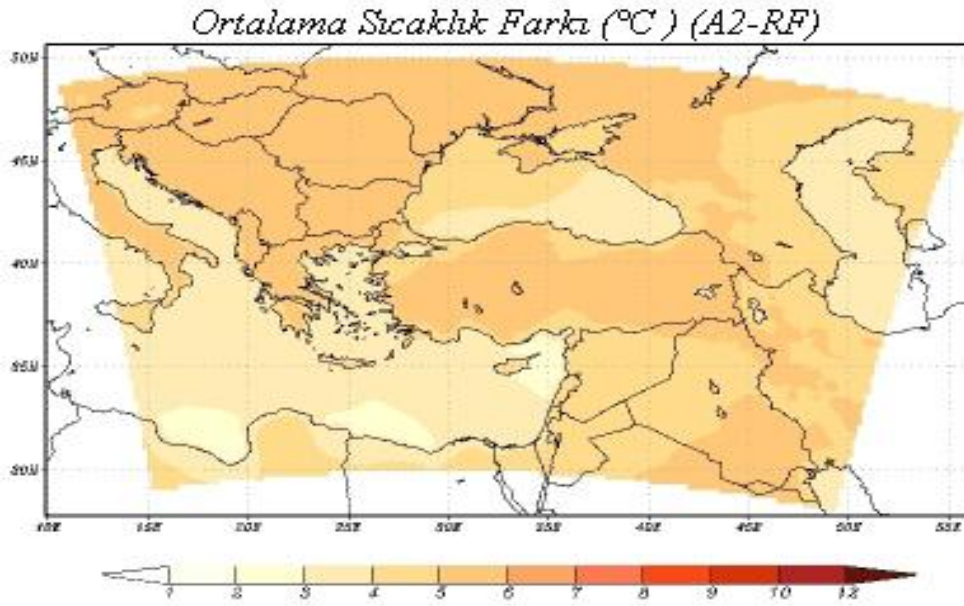 Ortalama Sıcaklık Farkı (°C ) (A2-RF)
50N
45N
40N
35N
30N
10E 15E 20E 25E 30E 35E 40E 45E 50E 55E
1 2 3 4 5 6 7 8 9 10 12